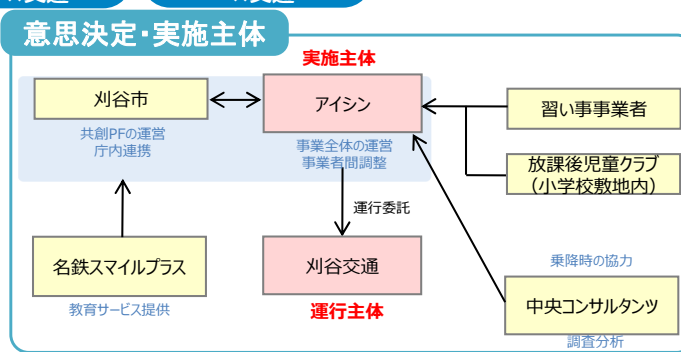 意思決定・実施主体
実施主体
刈谷市
アイシン
習い事事業者
共創PFの運営
庁内連携
事業全体の運営
事業者間調整
放課後児童クラブ
(小学校敷地内)
運行委託
名鉄スマイルプラス
刈谷交通
乗降時の協力
教育サービス提供
運行主体
中央コンサルタンツ
調査分析